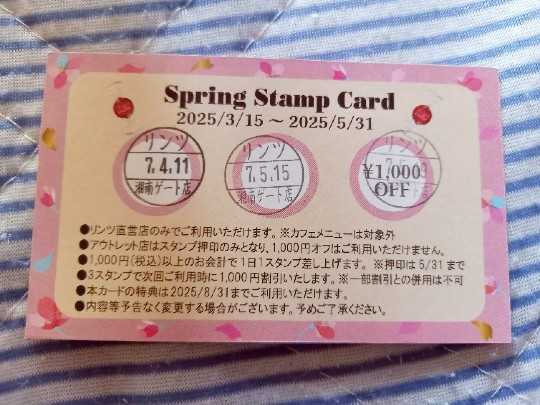 Spring Stamp Card
2025/3/15 ～ 2025/5/31
リンツ
7.4.11
湘南ゲート店
リンツ
7.5.15
湘南ゲート店
リンツ
¥1,000
OFF
湘南ゲート店
●リンツ直営店のみでご利用いただけます。※カフェメニューは対象外
●アウトレット店はスタンプ押印のみとなり、1,000円オフはご利用いただけません。
●1,000円(税込)以上のお会計で1日1スタンプ差し上げます。 ※押印は 5/31 まで
●3スタンプで次回ご利用時に1,000円割引いたします。※一部割引との併用は不可
●本カードの特典は2025/8/31までご利用いただけます。
●内容等予告なく変更する場合がございます。予めご了承ください。